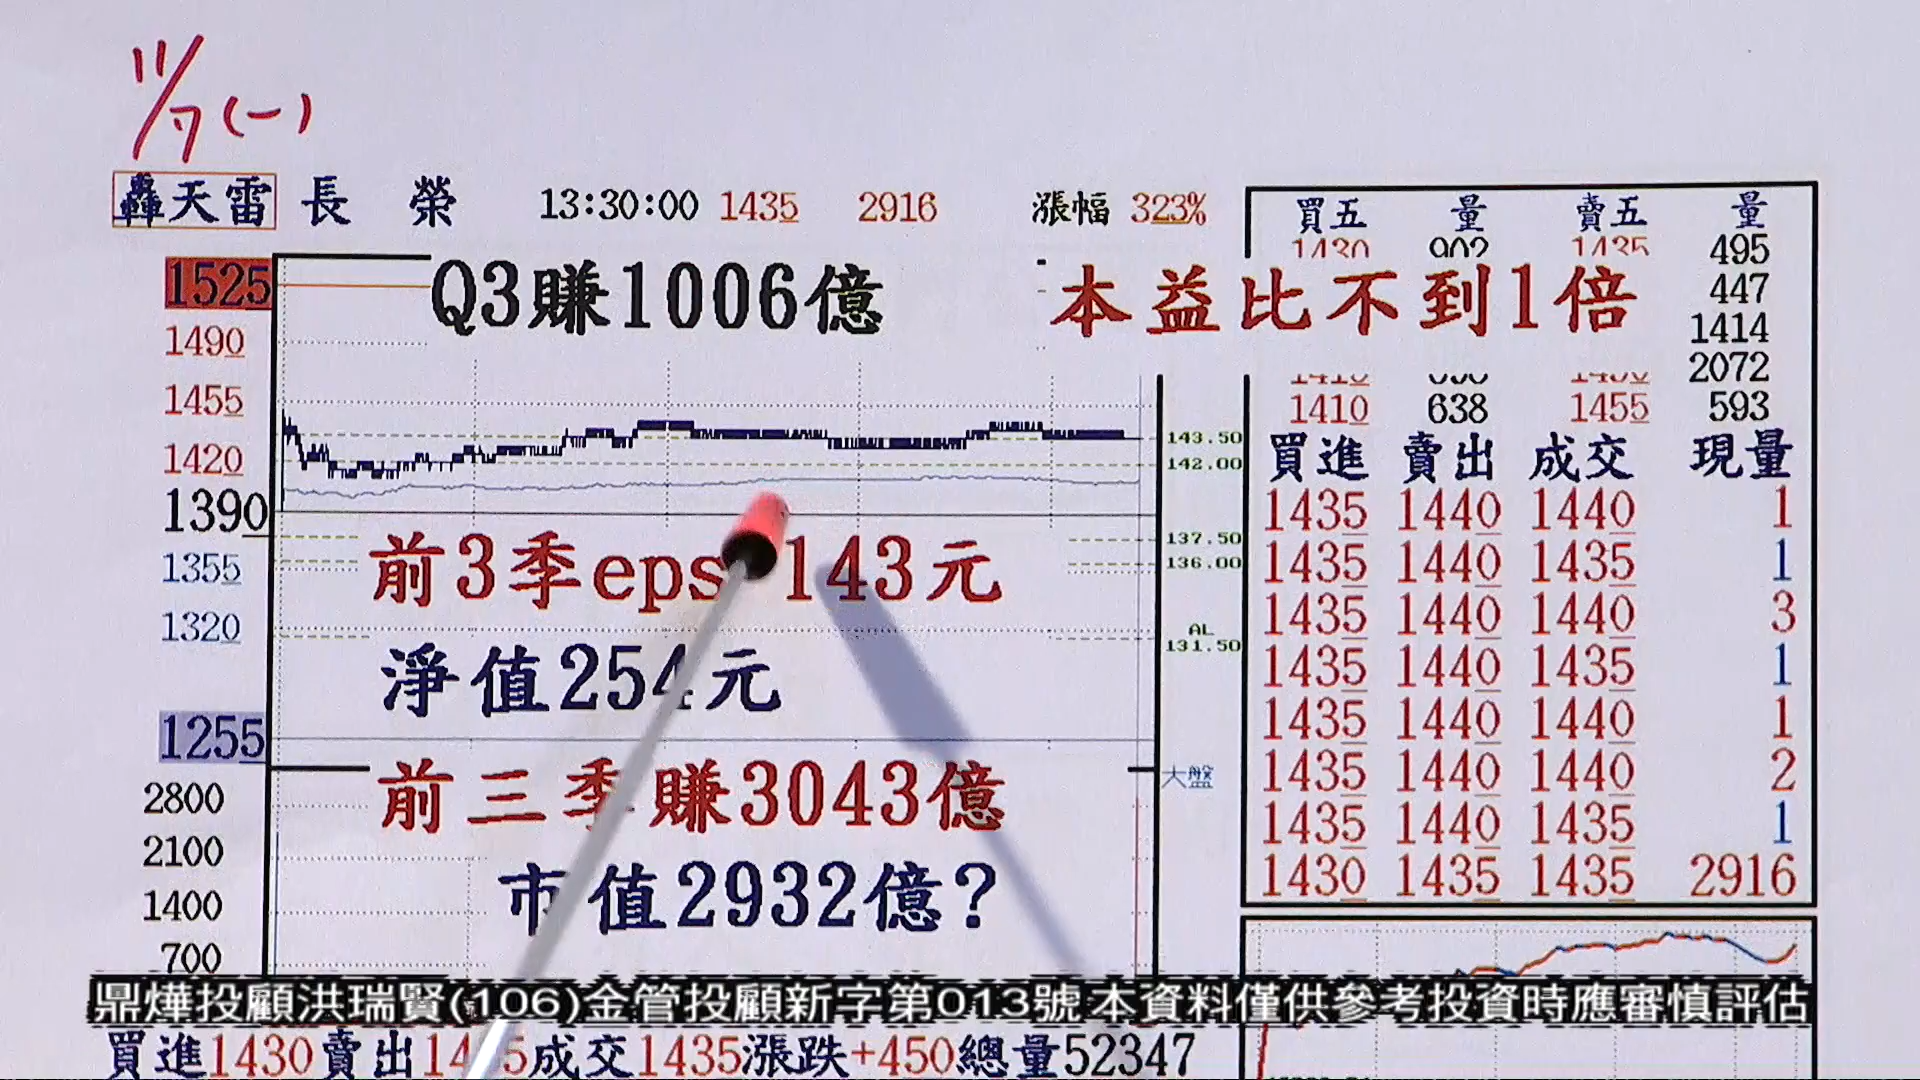 11/7(一)
轟天雷 長 榮 13:30:00 1435 2916 漲幅 323%
買五 量 賣五 量
1430 902 1435 495
447
1414
2072
1410 638 1455 593
Q3賺1006億 本益比不到1倍
1525
1490
1455
1420
1390
1355
1320
1255
2800
2100
1400
700
143.50
142.00
137.50
136.00
AL
131.50
大盤
前3季eps 143元
淨值254元
前三季賺3043億
市值2932億?
買進 賣出 成交 現量
1435 1440 1440 1
1435 1440 1435 1
1435 1440 1440 3
1435 1440 1435 1
1435 1440 1440 1
1435 1440 1440 2
1435 1440 1435 1
1430 1435 1435 2916
鼎燁投顧洪瑞賢(106)金管投顧新字第013號本資料僅供參考投資時應審慎評估
買進1430賣出14 5成交1435漲跌+450總量52347